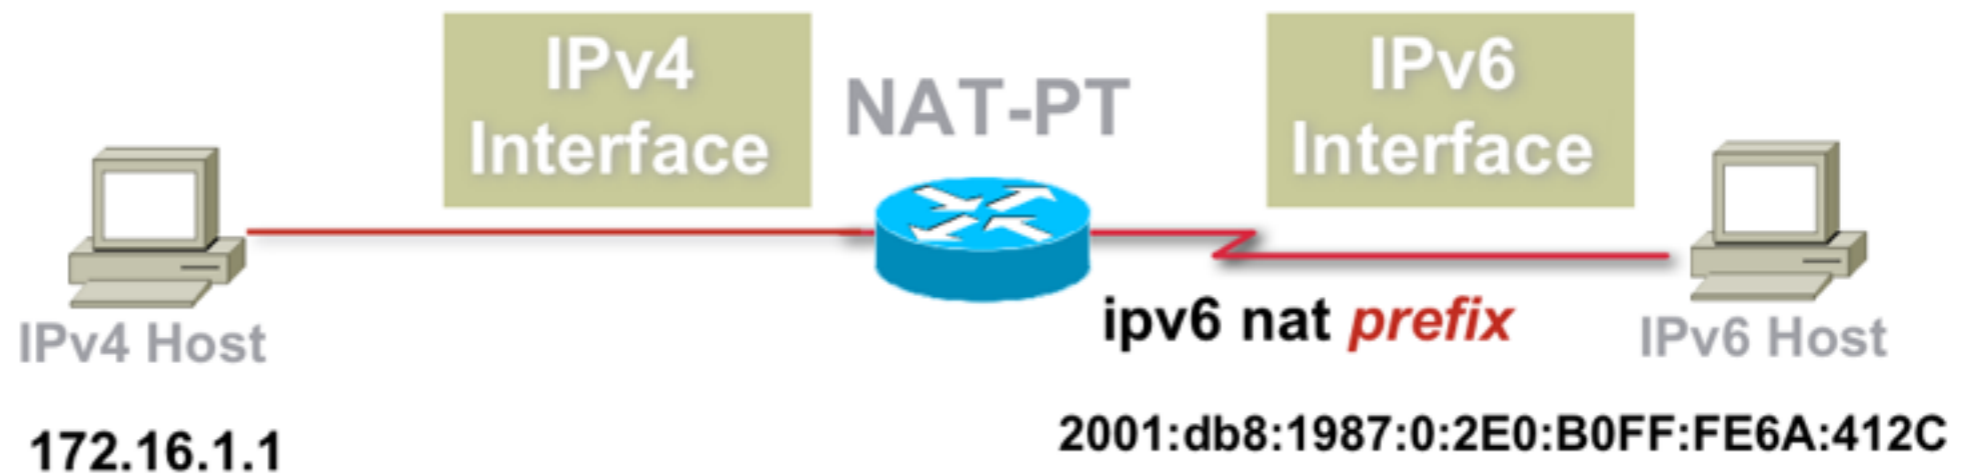 IPv4
Interface
NAT-PT
IPv6
Interface
ipv6 nat prefix
IPv4 Host
IPv6 Host
172.16.1.1
2001:db8:1987:0:2E0:B0FF:FE6A:412C